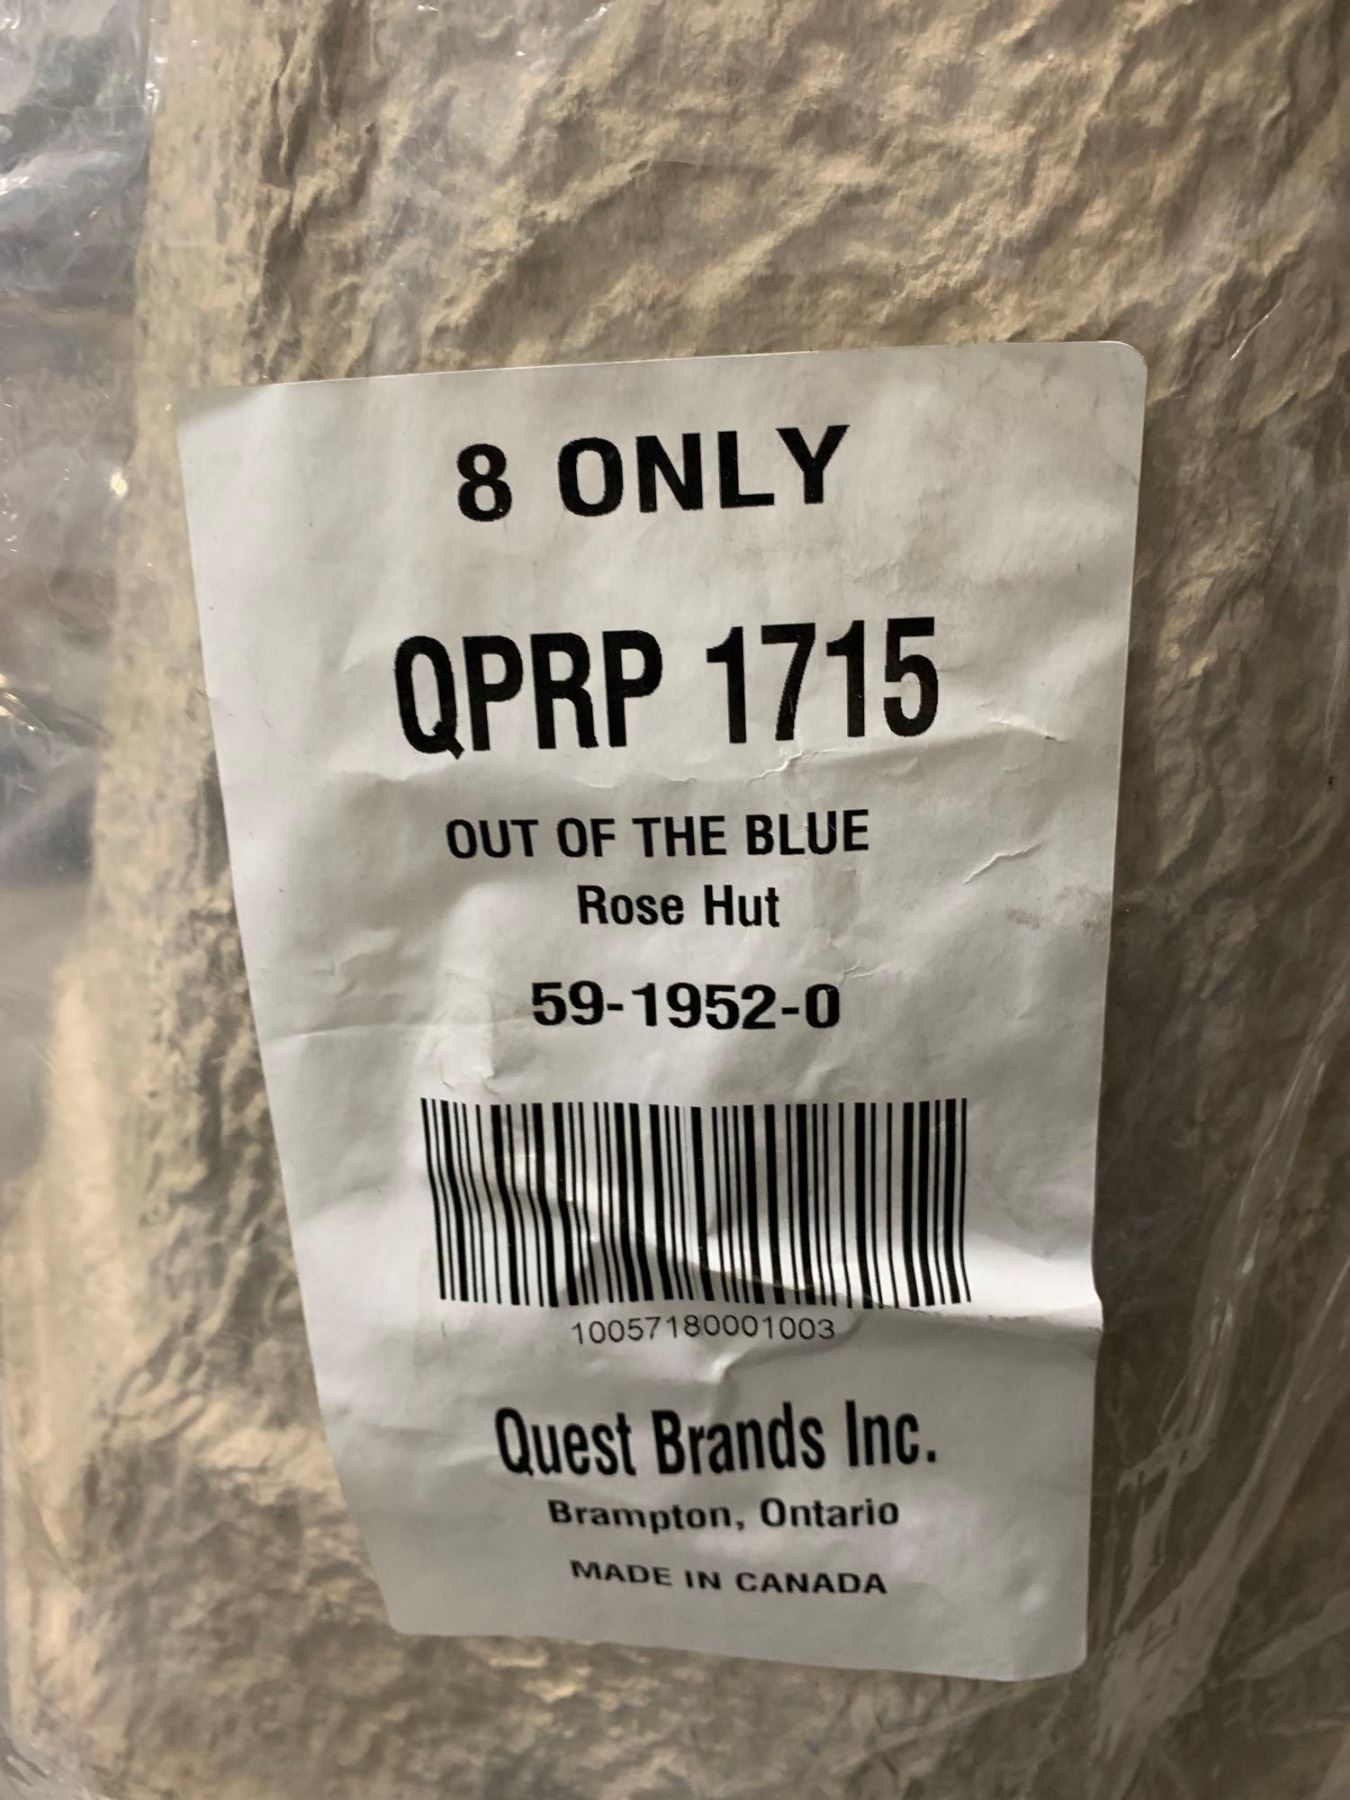 8 ONLY
QPRP 1715
OUT OF THE BLUE
Rose Hut
59-1952-0
10057180001003
Quest Brands Inc.
Brampton, Ontario
MADE IN CANADA